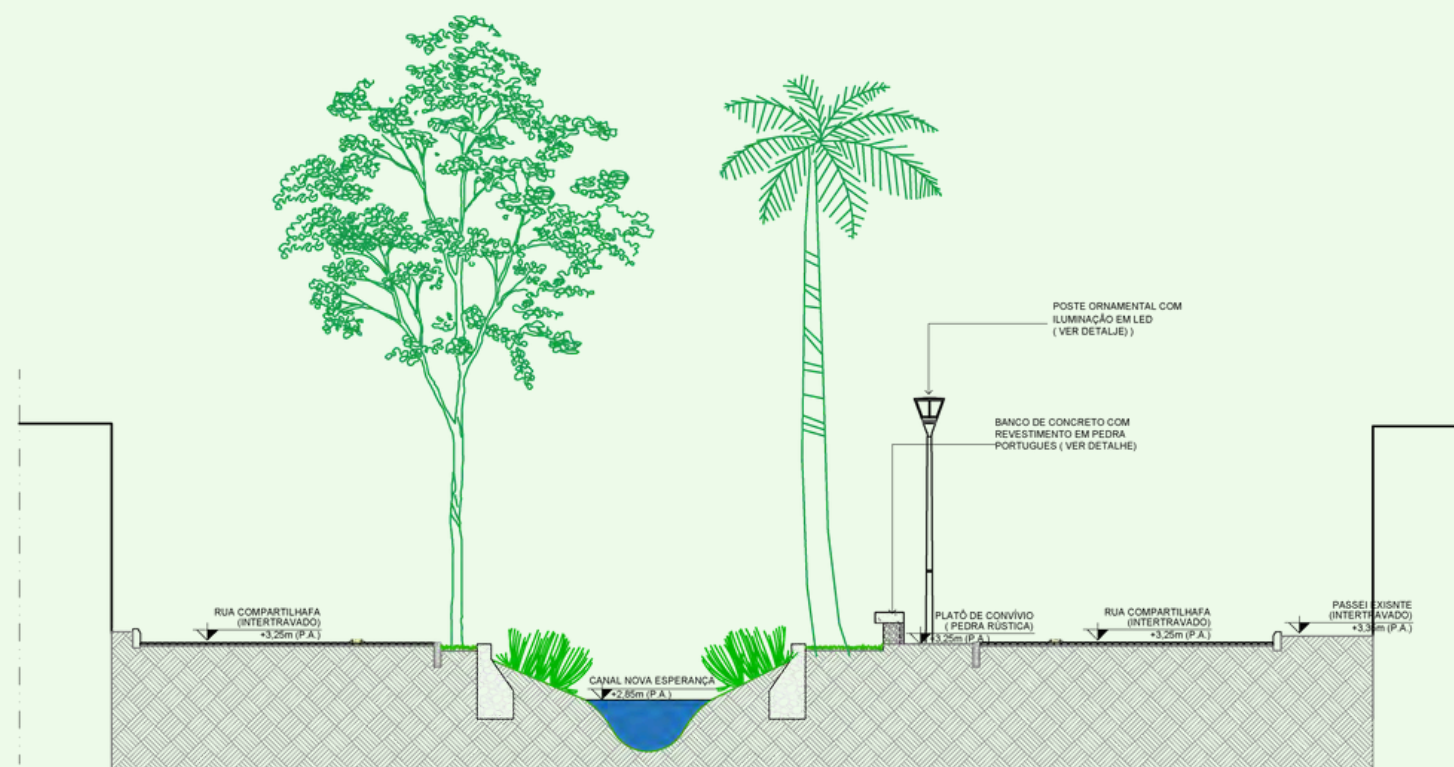 POSTE ORNAMENTAL COM
ILUMINAÇÃO EM LED
( VER DETALJE) )
BANCO DE CONCRETO COM
REVESTIMENTO EM PEDRA
PORTUGUES ( VER DETALHE)
RUA COMPARTILHAFA
(INTERTRAVADO)
+3,25m (P.A.)
CANAL NOVA ESPERANÇA
+2,85m (P.A.)
PLATÔ DE CONVÍVIO
( PEDRA RÚSTICA)
+3,25m (P.A.)
RUA COMPARTILHAFA
(INTERTRAVADO)
+3,25m (P.A.)
PASSEI EXISNTE
(INTERTRAVADO)
+3,35m (P.A.)